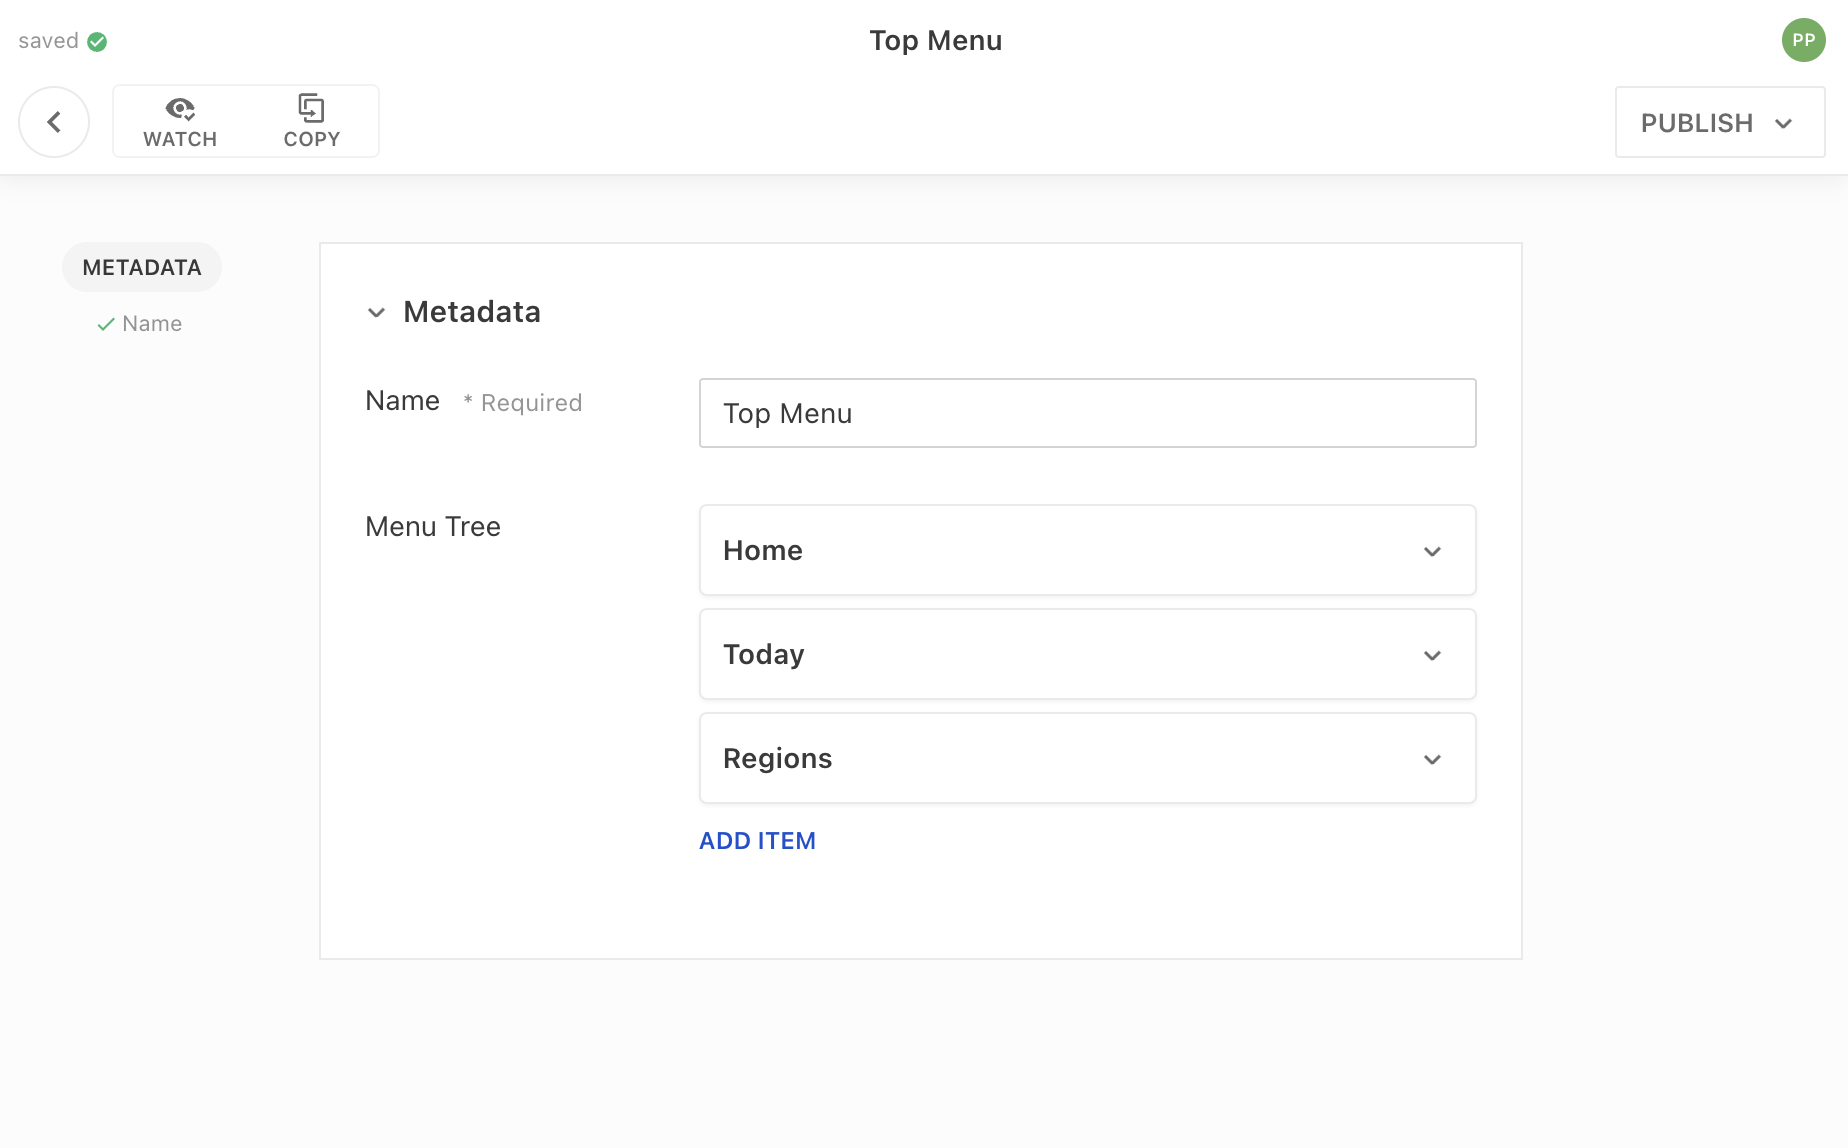 saved
Top Menu
PP
WATCH
COPY
PUBLISH
METADATA
Name
Metadata
Name * Required
Top Menu
Menu Tree
Home
Today
Regions
ADD ITEM